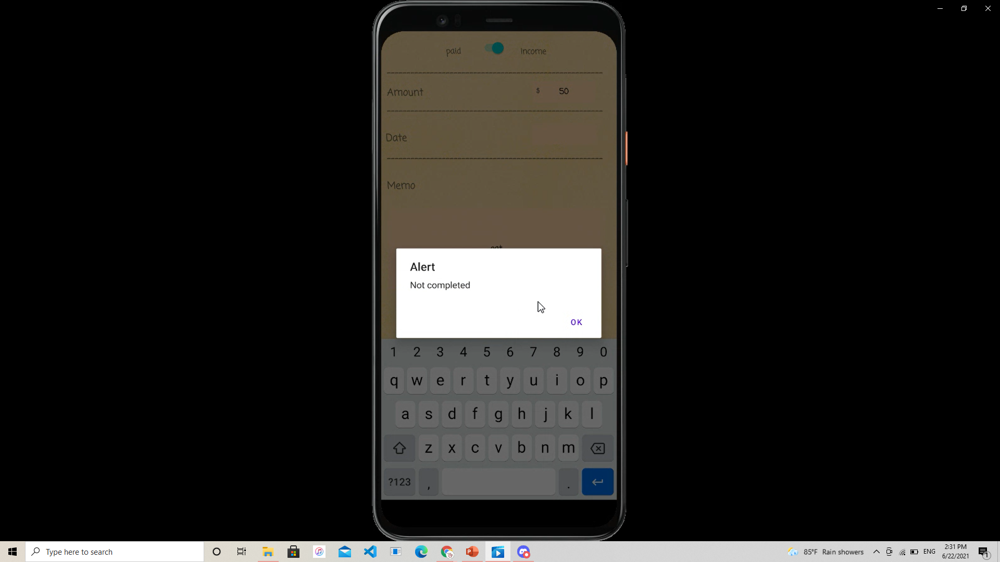 paid Income
Amount $ 50
Date
Memo
Alert
Not completed
OK
1 2 3 4 5 6 7 8 9 0
q w e r t y u i o p
a s d f g h j k l
z x c v b n m
?123 , .
Type here to search
85°F Rain showers ENG 2:31 PM
6/22/2021 1